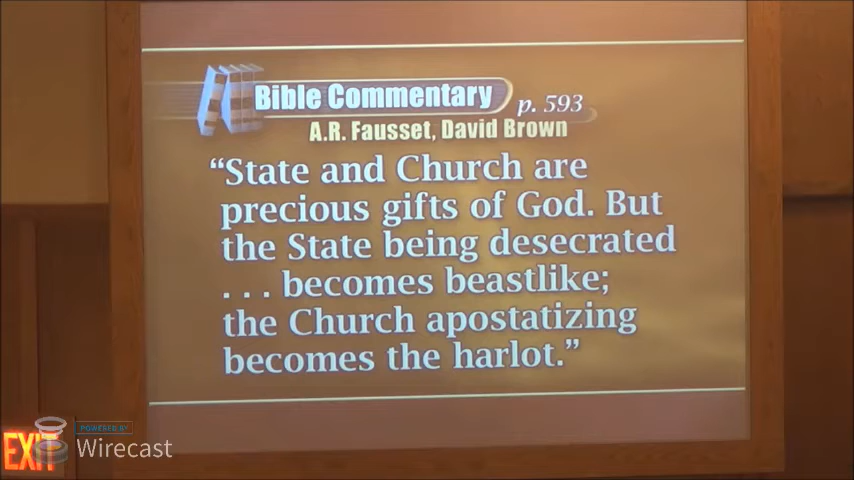 Bible Commentary p. 593
A.R. Fausset, David Brown
“State and Church are
precious gifts of God. But
the State being desecrated
. . . becomes beastlike;
the Church apostatizing
becomes the harlot.”
EXIT
POWERED BY
Wirecast